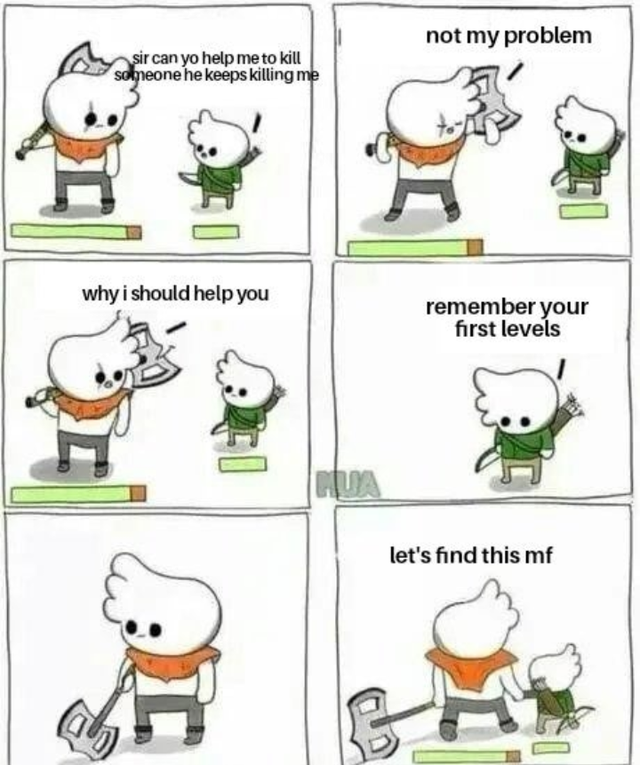 sir can yo help me to kill
someone he keeps killing me
not my problem
why i should help you
remember your
first levels
MUA
let's find this mf